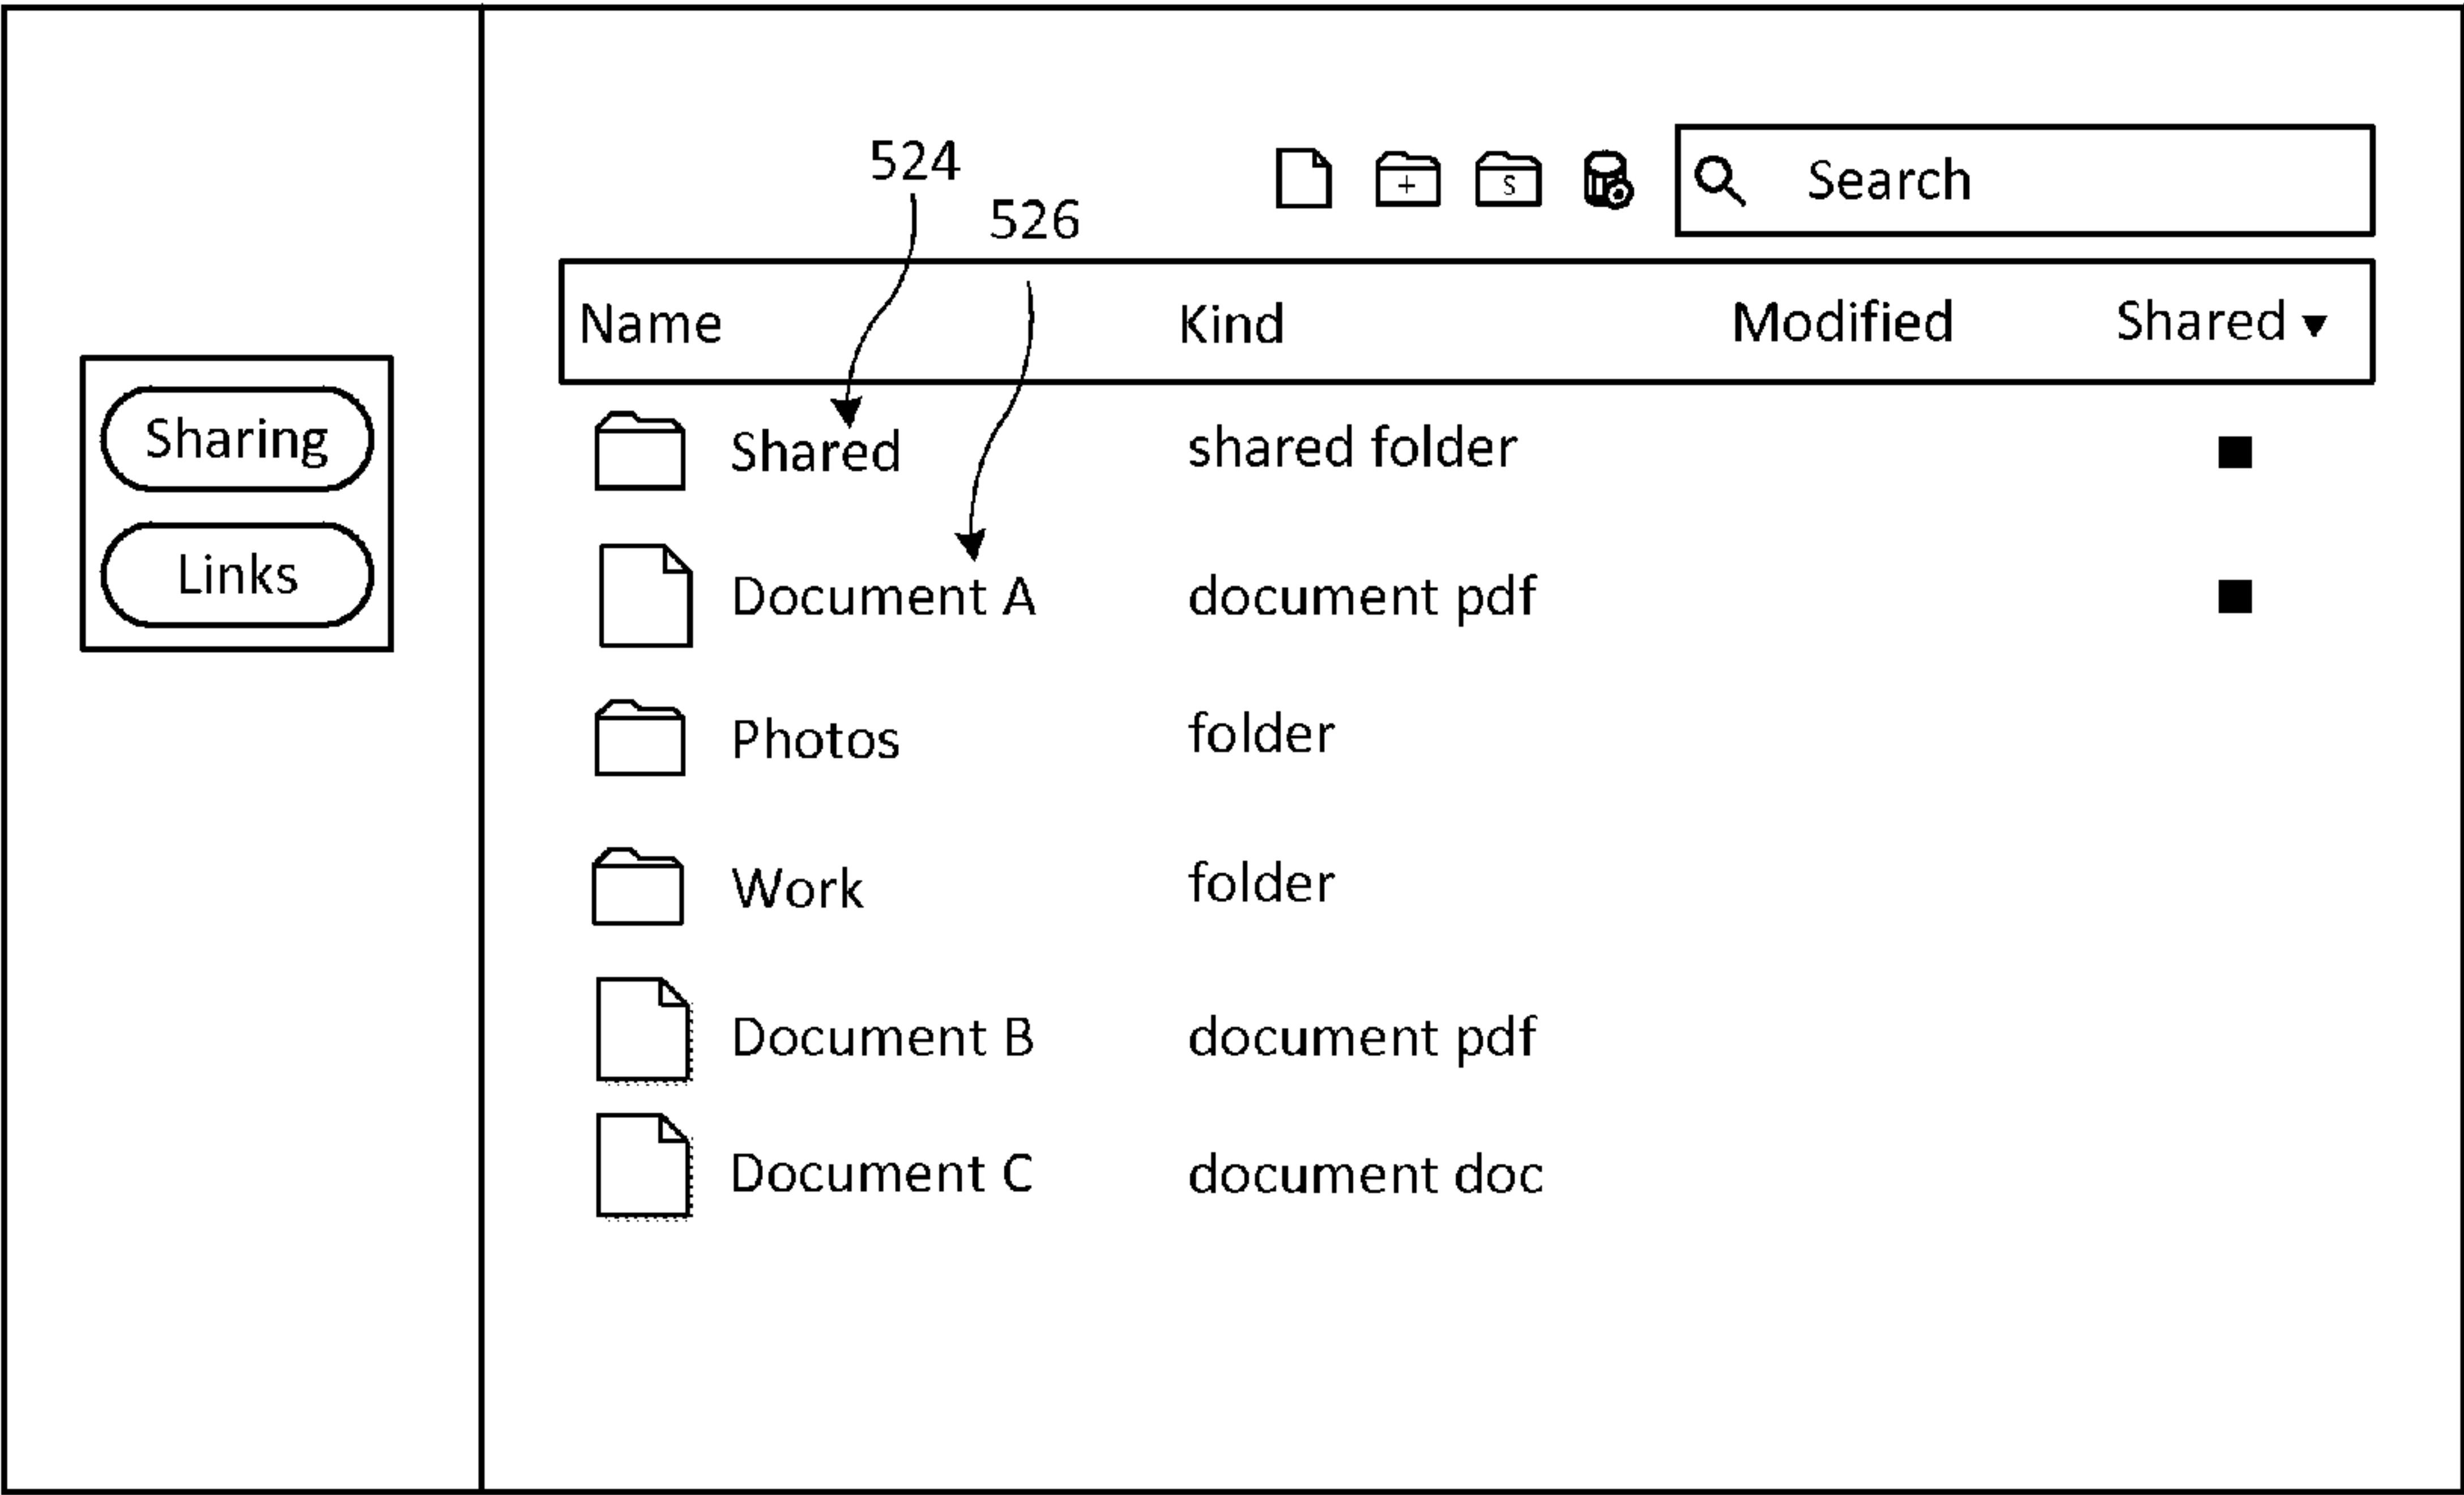 524
526
+ S Search
Name Kind Modified Shared
Sharing
Links
Shared shared folder
Document A document pdf
Photos folder
Work folder
Document B document pdf
Document C document doc